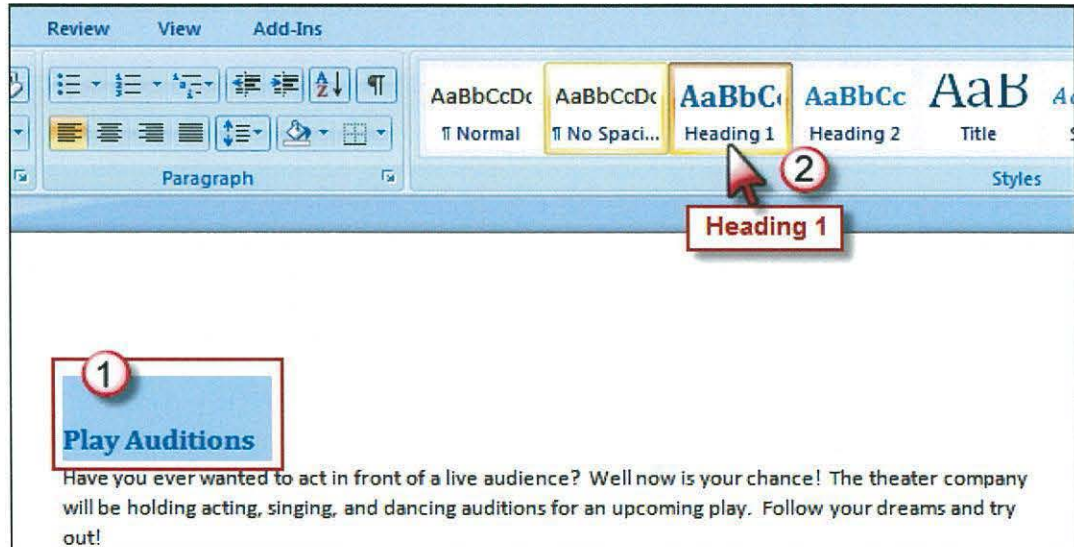 Review View Add-Ins
AaBbCcDc AaBbCcDc AaBbC AaBbCc AaB
¶ Normal ¶ No Spaci... Heading 1 Heading 2 Title
Paragraph Styles
2
Heading 1
1
Play Auditions
Have you ever wanted to act in front of a live audience? Well now is your chance! The theater company
will be holding acting, singing, and dancing auditions for an upcoming play. Follow your dreams and try
out!